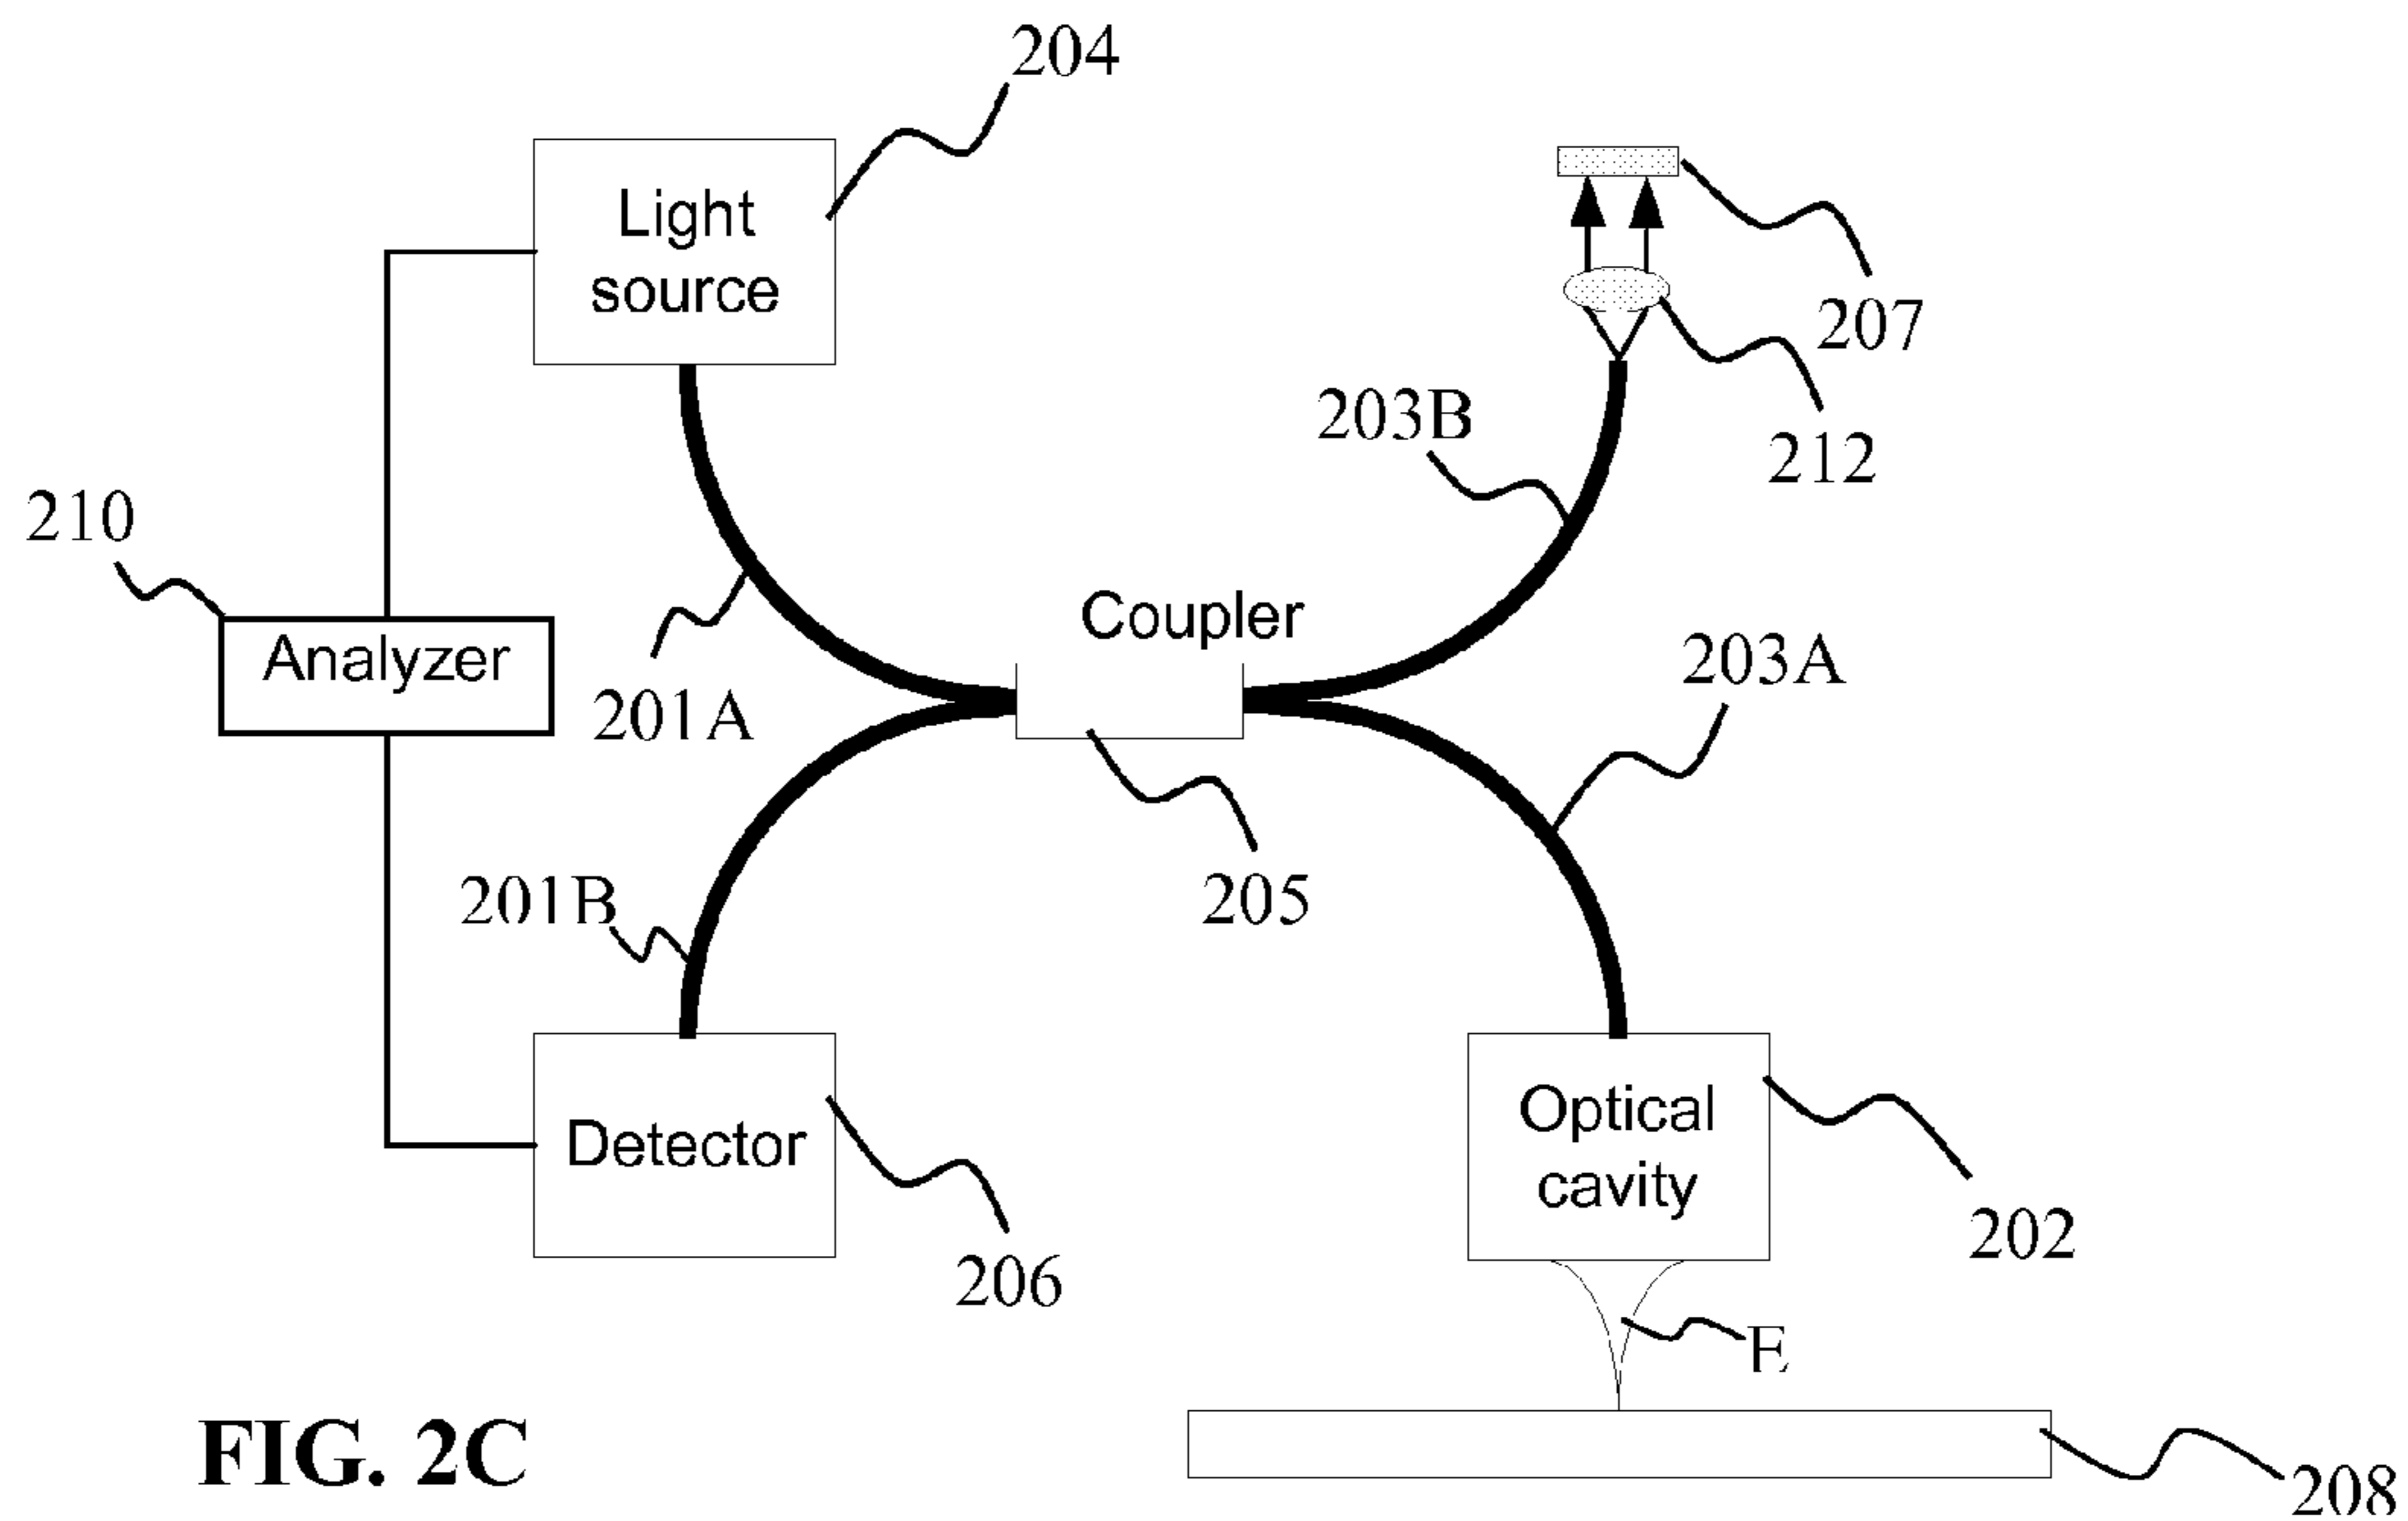 204
Light
source
207
203B
212
210
Coupler
Analyzer
203A
201A
201B
205
Detector
Optical
cavity
202
206
E
FIG. 2C
208